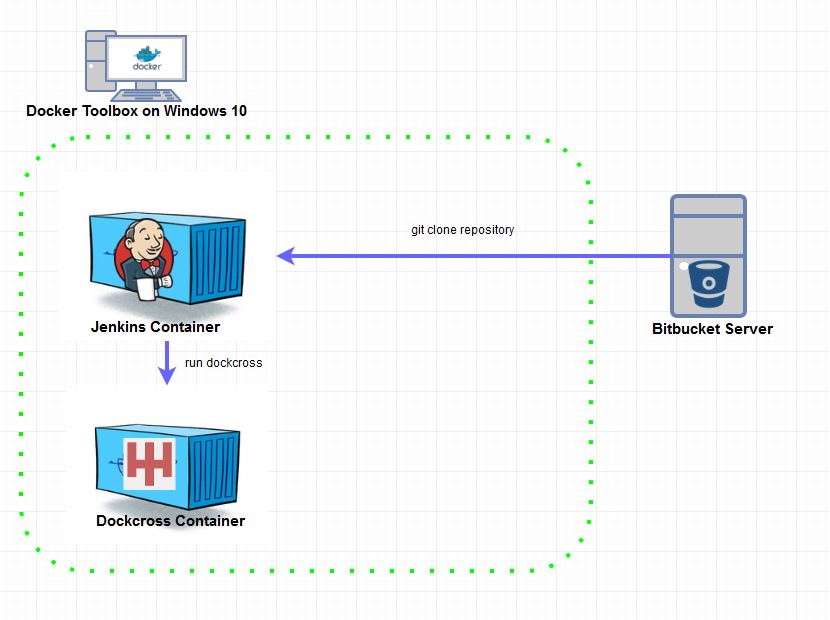 docker
Docker Toolbox on Windows 10
git clone repository
Jenkins Container
Bitbucket Server
run dockcross
Dockcross Container